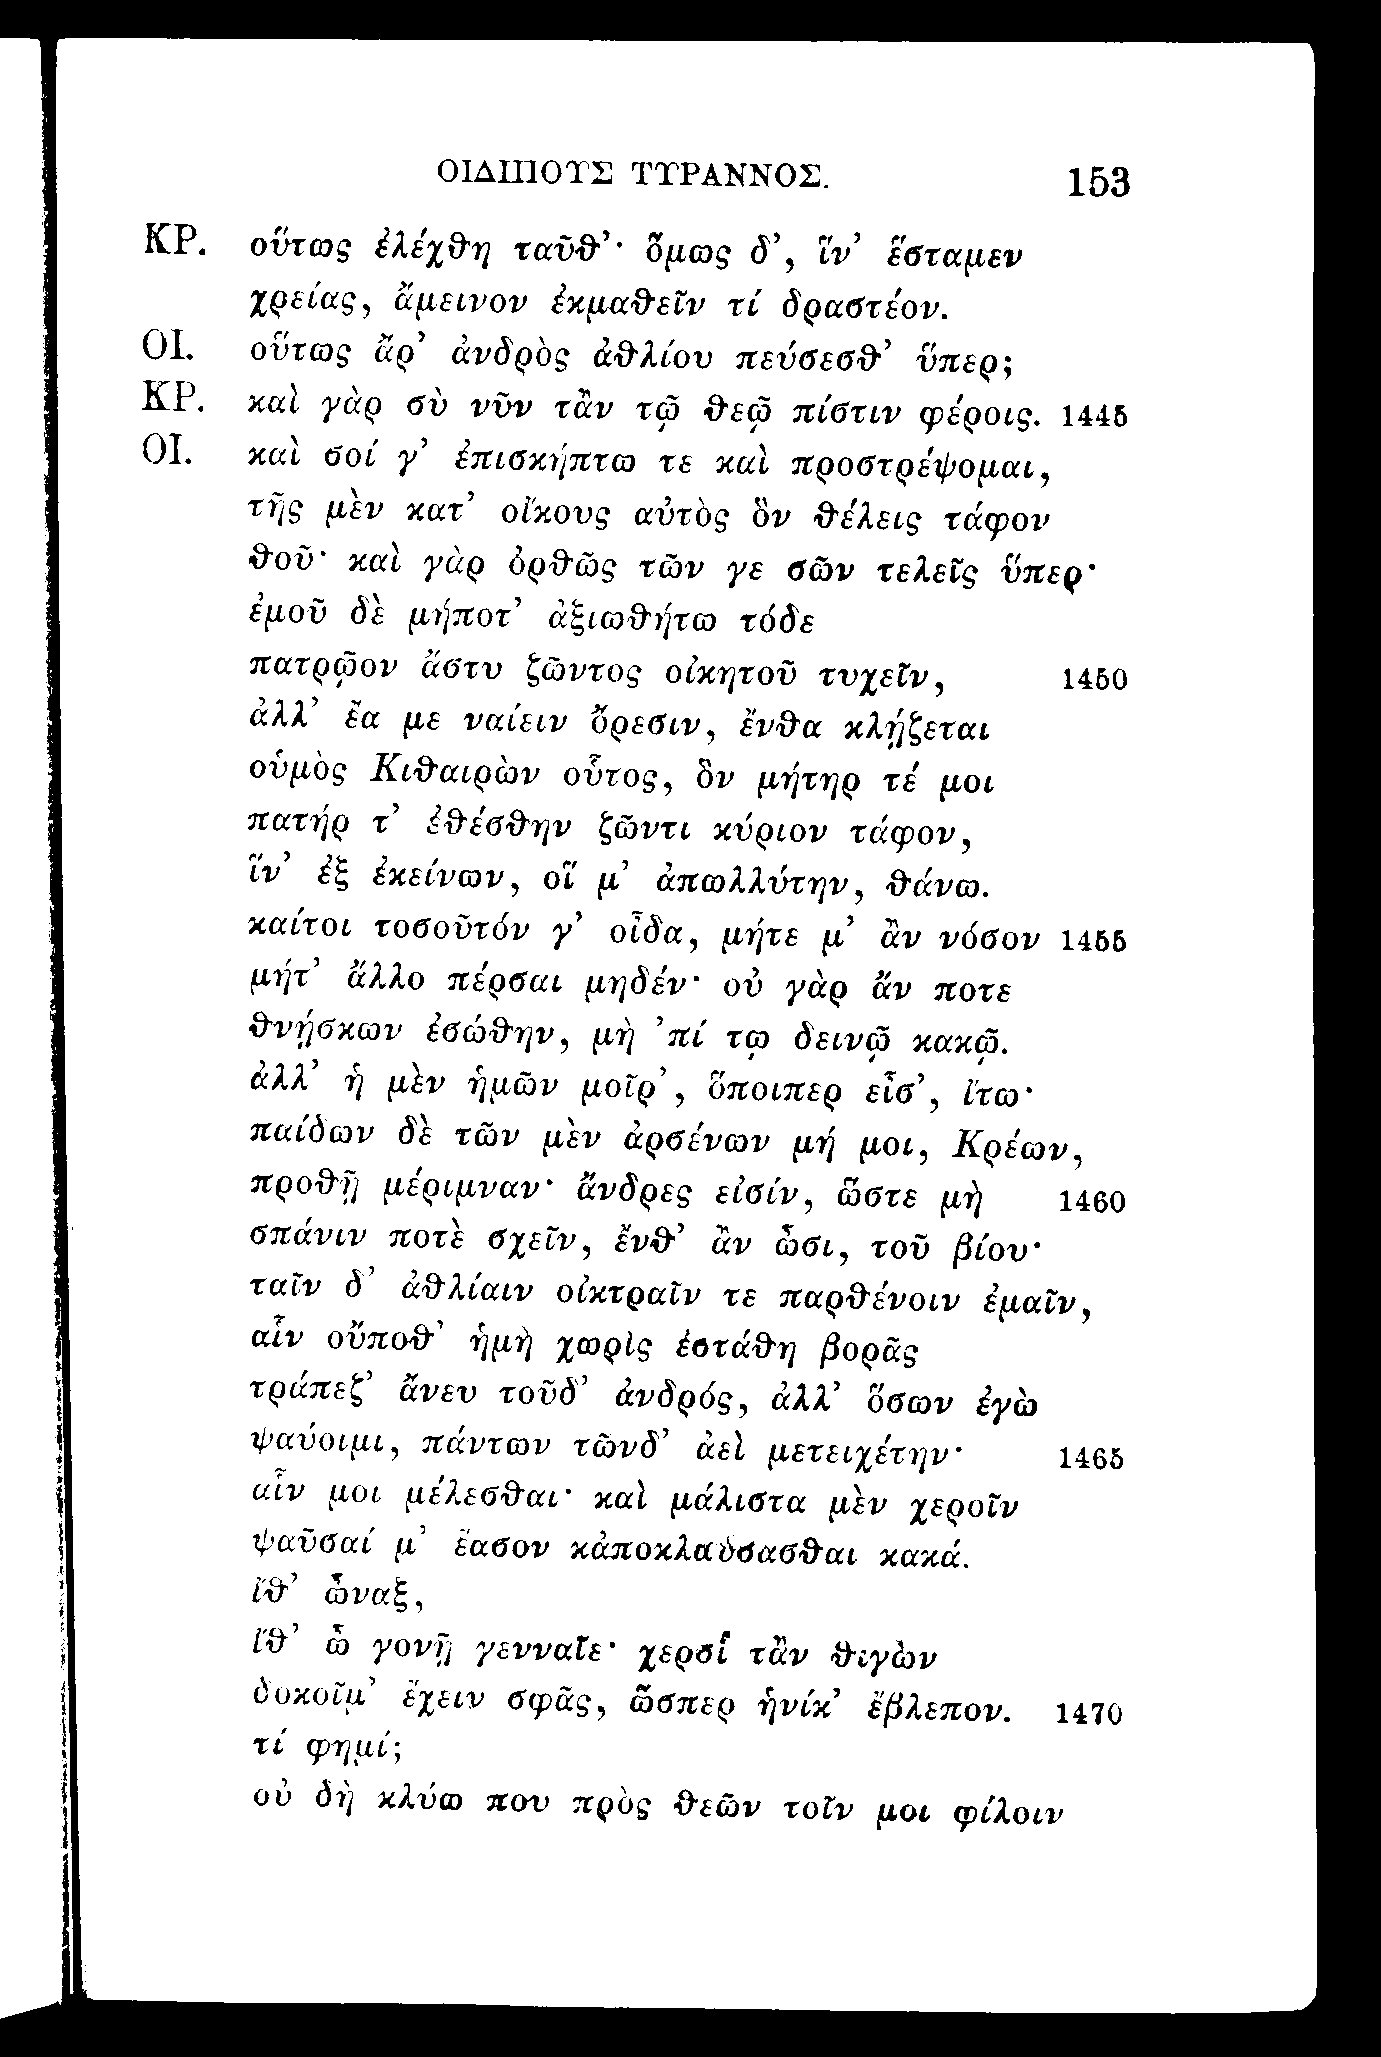 ΟΙΔΙΠΟΥΣ ΤΥΡΑΝΝΟΣ. 153
ΚΡ. οὕτως ἐλέχθη ταῦθ’· ὅμως δ’, ἵν’ ἕσταμεν
χρείας, ἄμεινον ἐκμαθεῖν τί δραστέον.
ΟΙ. οὕτως ἄρ’ ἀνδρὸς ἀθλίου πεύσεσθ’ ὕπερ;
ΚΡ. καὶ γὰρ σὺ νῦν τἂν τῷ θεῷ πίστιν φέροις. 1445
ΟΙ. καὶ σοί γ’ ἐπισκήπτω τε καὶ προστρέψομαι,
τῆς μὲν κατ’ οἴκους αὐτὸς ὃν θέλεις τάφον
θοῦ· καὶ γὰρ ὀρθῶς τῶν γε σῶν τελεῖς ὕπερ·
ἐμοῦ δὲ μήποτ’ ἀξιωθήτω τόδε
πατρῷον ἄστυ ζῶντος οἰκητοῦ τυχεῖν, 1450
ἀλλ’ ἔα με ναίειν ὄρεσιν, ἔνθα κλῄζεται
οὑμὸς Κιθαιρὼν οὗτος, ὃν μήτηρ τέ μοι
πατήρ τ’ ἐθέσθην ζῶντι κύριον τάφον,
ἵν’ ἐξ ἐκείνων, οἵ μ’ ἀπωλλύτην, θάνω.
καίτοι τοσοῦτόν γ’ οἶδα, μήτε μ’ ἂν νόσον 1455
μήτ’ ἄλλο πέρσαι μηδέν· οὐ γὰρ ἄν ποτε
θνῄσκων ἐσώθην, μὴ ’πί τῳ δεινῷ κακῷ.
ἀλλ’ ἡ μὲν ἡμῶν μοῖρ’, ὅποιπερ εἶσ’, ἴτω·
παίδων δὲ τῶν μὲν ἀρσένων μή μοι, Κρέων,
προθῇ μέριμναν· ἄνδρες εἰσίν, ὥστε μὴ 1460
σπάνιν ποτὲ σχεῖν, ἔνθ’ ἂν ὦσι, τοῦ βίου·
ταῖν δ’ ἀθλίαιν οἰκτραῖν τε παρθένοιν ἐμαῖν,
αἷν οὔποθ’ ἡμὴ χωρὶς ἐστάθη βορᾶς
τράπεζ’ ἄνευ τοῦδ’ ἀνδρός, ἀλλ’ ὅσων ἐγὼ
ψαύοιμι, πάντων τῶνδ’ ἀεὶ μετειχέτην· 1465
αἷν μοι μέλεσθαι· καὶ μάλιστα μὲν χεροῖν
ψαῦσαί μ’ ἔασον κἀποκλαύσασθαι κακά.
ἴθ’ ὦναξ,
ἴθ’ ὦ γονῇ γενναῖε· χερσί τἂν θιγὼν
δοκοῖμ’ ἔχειν σφᾶς, ὥσπερ ἡνίκ’ ἔβλεπον. 1470
τί φημί;
οὐ δὴ κλύω που πρὸς θεῶν τοῖν μοι φίλοιν